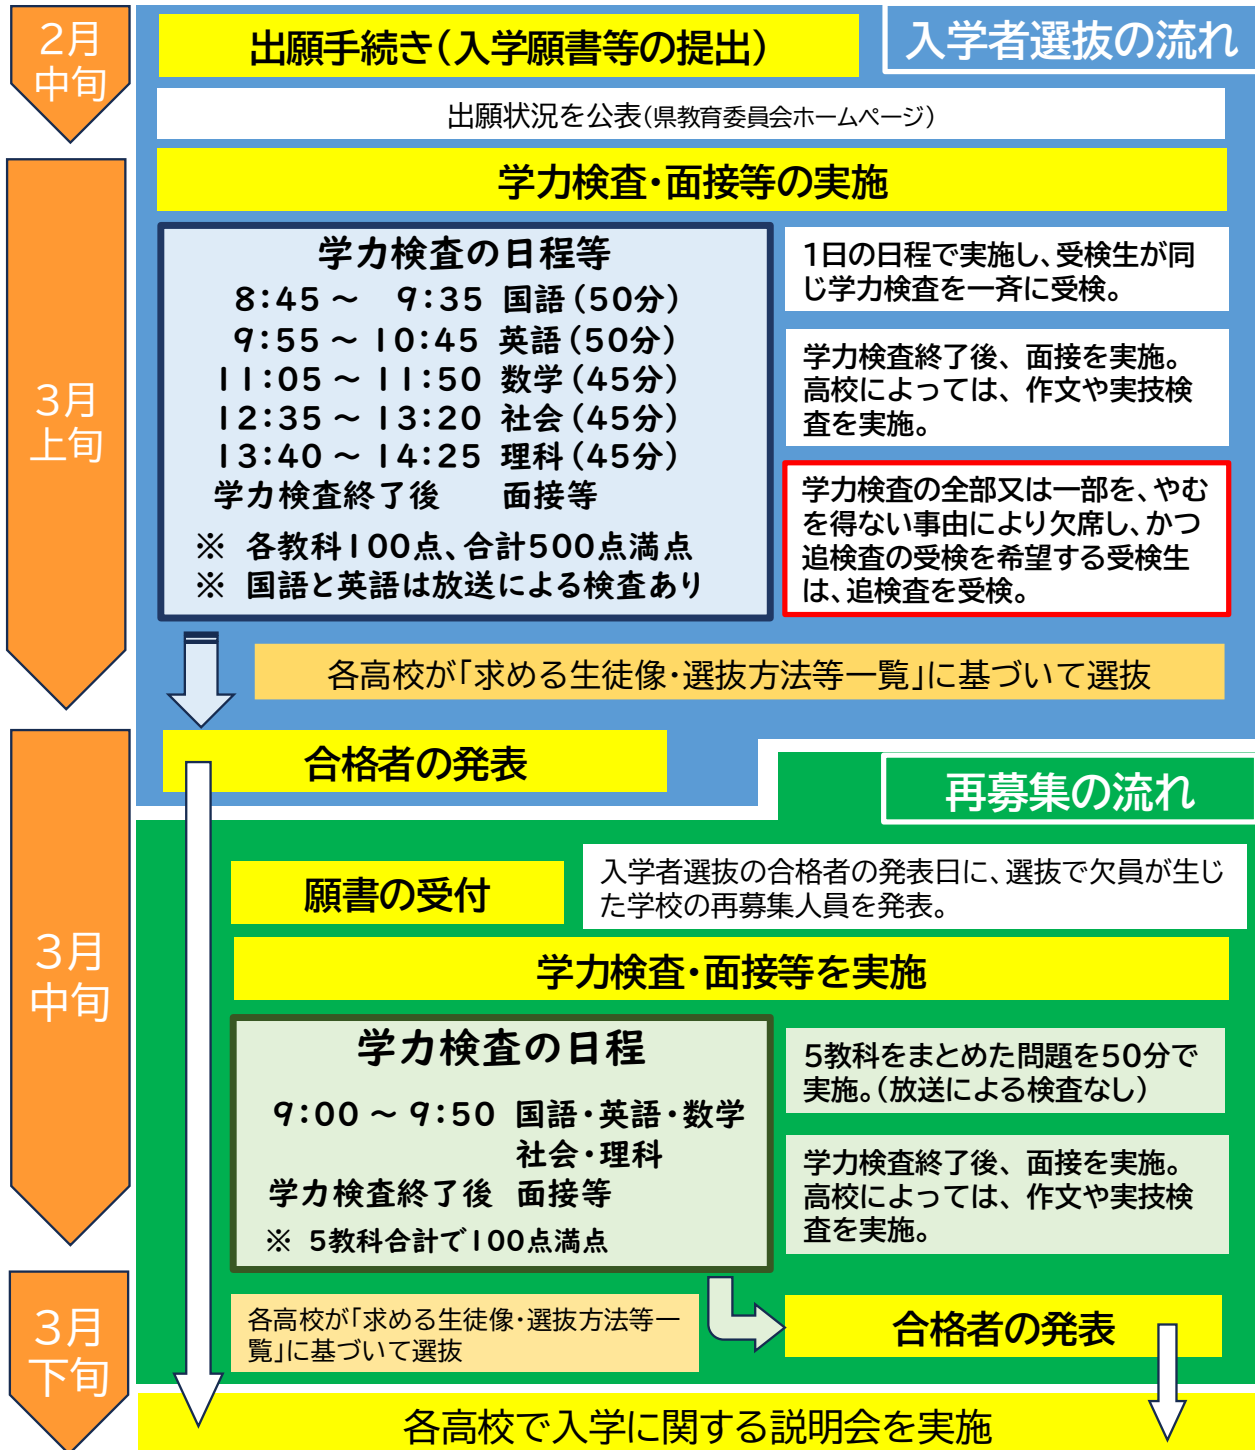 2月
中旬
出願手続き(入学願書等の提出)
入学者選抜の流れ
出願状況を公表(県教育委員会ホームページ)
3月
上旬
学力検査・面接等の実施
学力検査の日程等
8:45 ～ 9:35 国語(50分)
9:55 ～ 10:45 英語(50分)
11:05 ～ 11:50 数学(45分)
12:35 ～ 13:20 社会(45分)
13:40 ～ 14:25 理科(45分)
学力検査終了後 面接等
※ 各教科100点、合計500点満点
※ 国語と英語は放送による検査あり
1日の日程で実施し、受検生が同
じ学力検査を一斉に受検。
学力検査終了後、面接を実施。
高校によっては、作文や実技検
査を実施。
学力検査の全部又は一部を、やむ
を得ない事由により欠席し、かつ
追検査の受検を希望する受検生
は、追検査を受検。
各高校が「求める生徒像・選抜方法等一覧」に基づいて選抜
3月
中旬
合格者の発表
再募集の流れ
願書の受付
入学者選抜の合格者の発表日に、選抜で欠員が生じ
た学校の再募集人員を発表。
学力検査・面接等を実施
学力検査の日程
9:00 ～ 9:50 国語・英語・数学
社会・理科
学力検査終了後 面接等
※ 5教科合計で100点満点
5教科をまとめた問題を50分で
実施。(放送による検査なし)
学力検査終了後、面接を実施。
高校によっては、作文や実技検
査を実施。
3月
下旬
各高校が「求める生徒像・選抜方法等一
覧」に基づいて選抜
合格者の発表
各高校で入学に関する説明会を実施